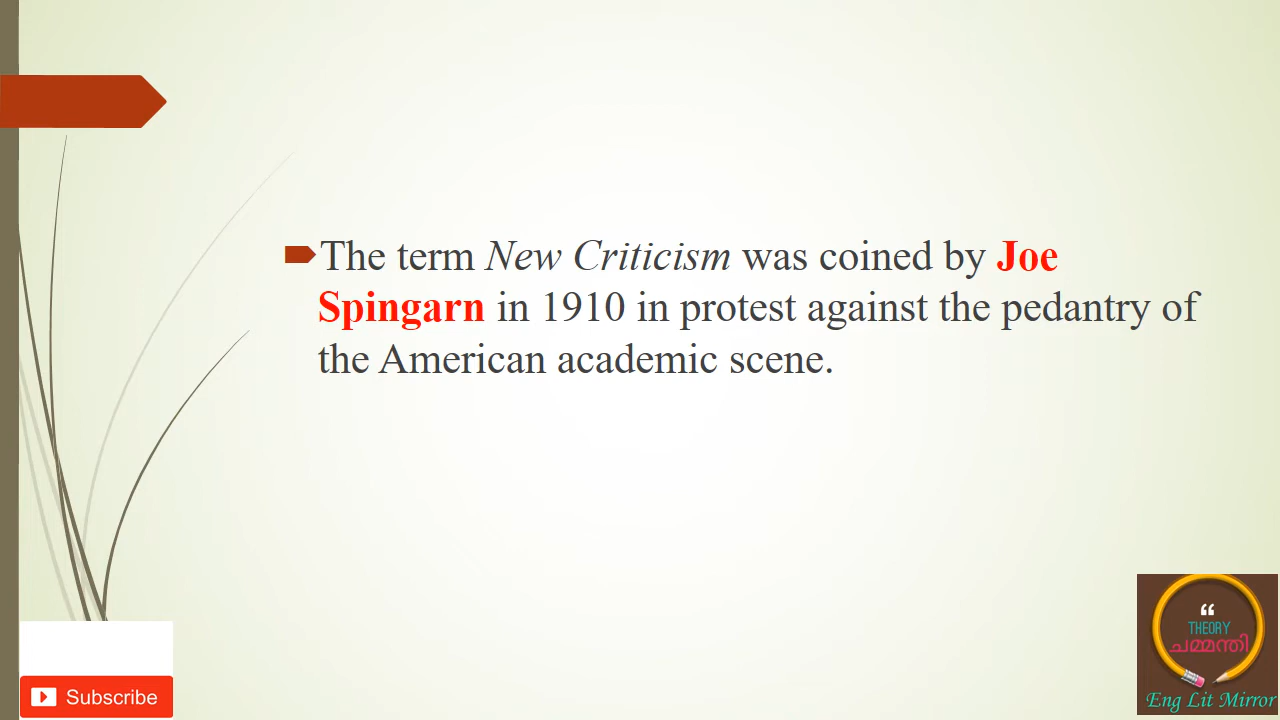 The term New Criticism was coined by Joe
Spingarn in 1910 in protest against the pedantry of
the American academic scene.
“
THEORY
ചമ്മന്തി
Eng Lit Mirror
Subscribe